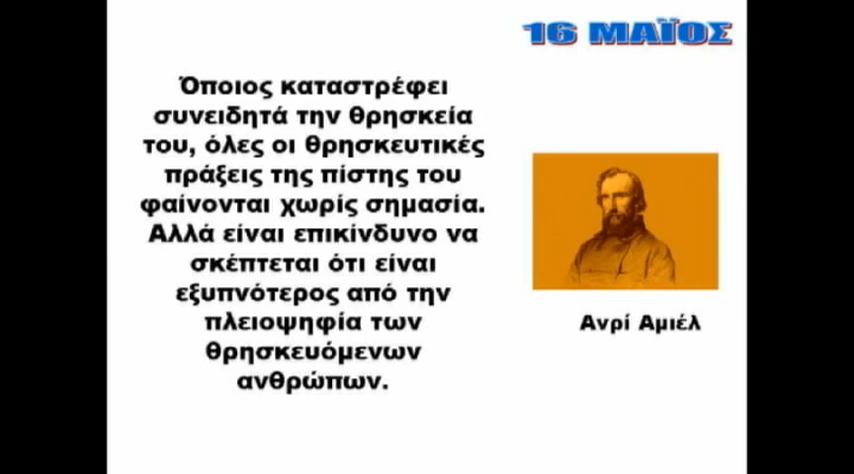 16 ΜΑΪΟΣ
Όποιος καταστρέφει
συνειδητά την θρησκεία
του, όλες οι θρησκευτικές
πράξεις της πίστης του
φαίνονται χωρίς σημασία.
Αλλά είναι επικίνδυνο να
σκέπτεται ότι είναι
εξυπνότερος από την
πλειοψηφία των
θρησκευόμενων
ανθρώπων.
Ανρί Αμιέλ